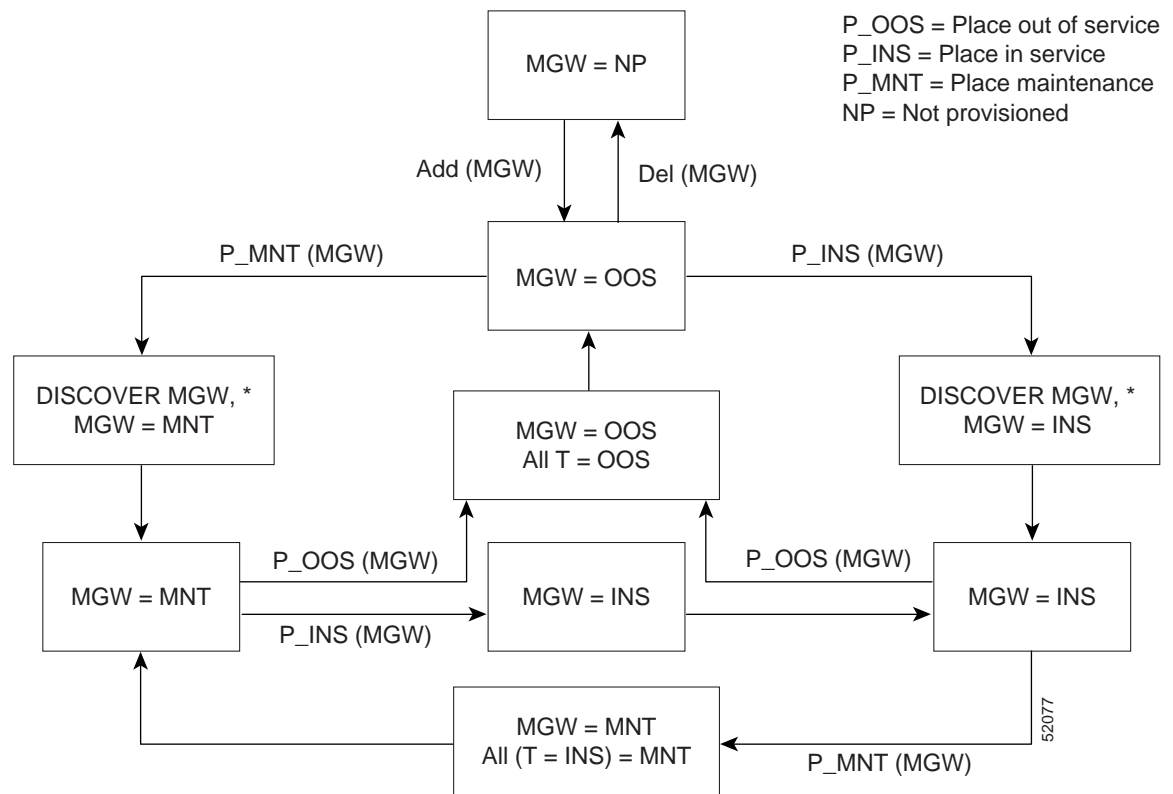 P_OOS = Place out of service
P_INS = Place in service
P_MNT = Place maintenance
NP = Not provisioned
MGW = NP
Add (MGW)
Del (MGW)
P_MNT (MGW)
MGW = OOS
P_INS (MGW)
DISCOVER MGW, *
MGW = MNT
MGW = OOS
All T = OOS
DISCOVER MGW, *
MGW = INS
MGW = MNT
P_OOS (MGW)
P_INS (MGW)
MGW = INS
P_OOS (MGW)
MGW = INS
MGW = MNT
All (T = INS) = MNT
P_MNT (MGW)
52077